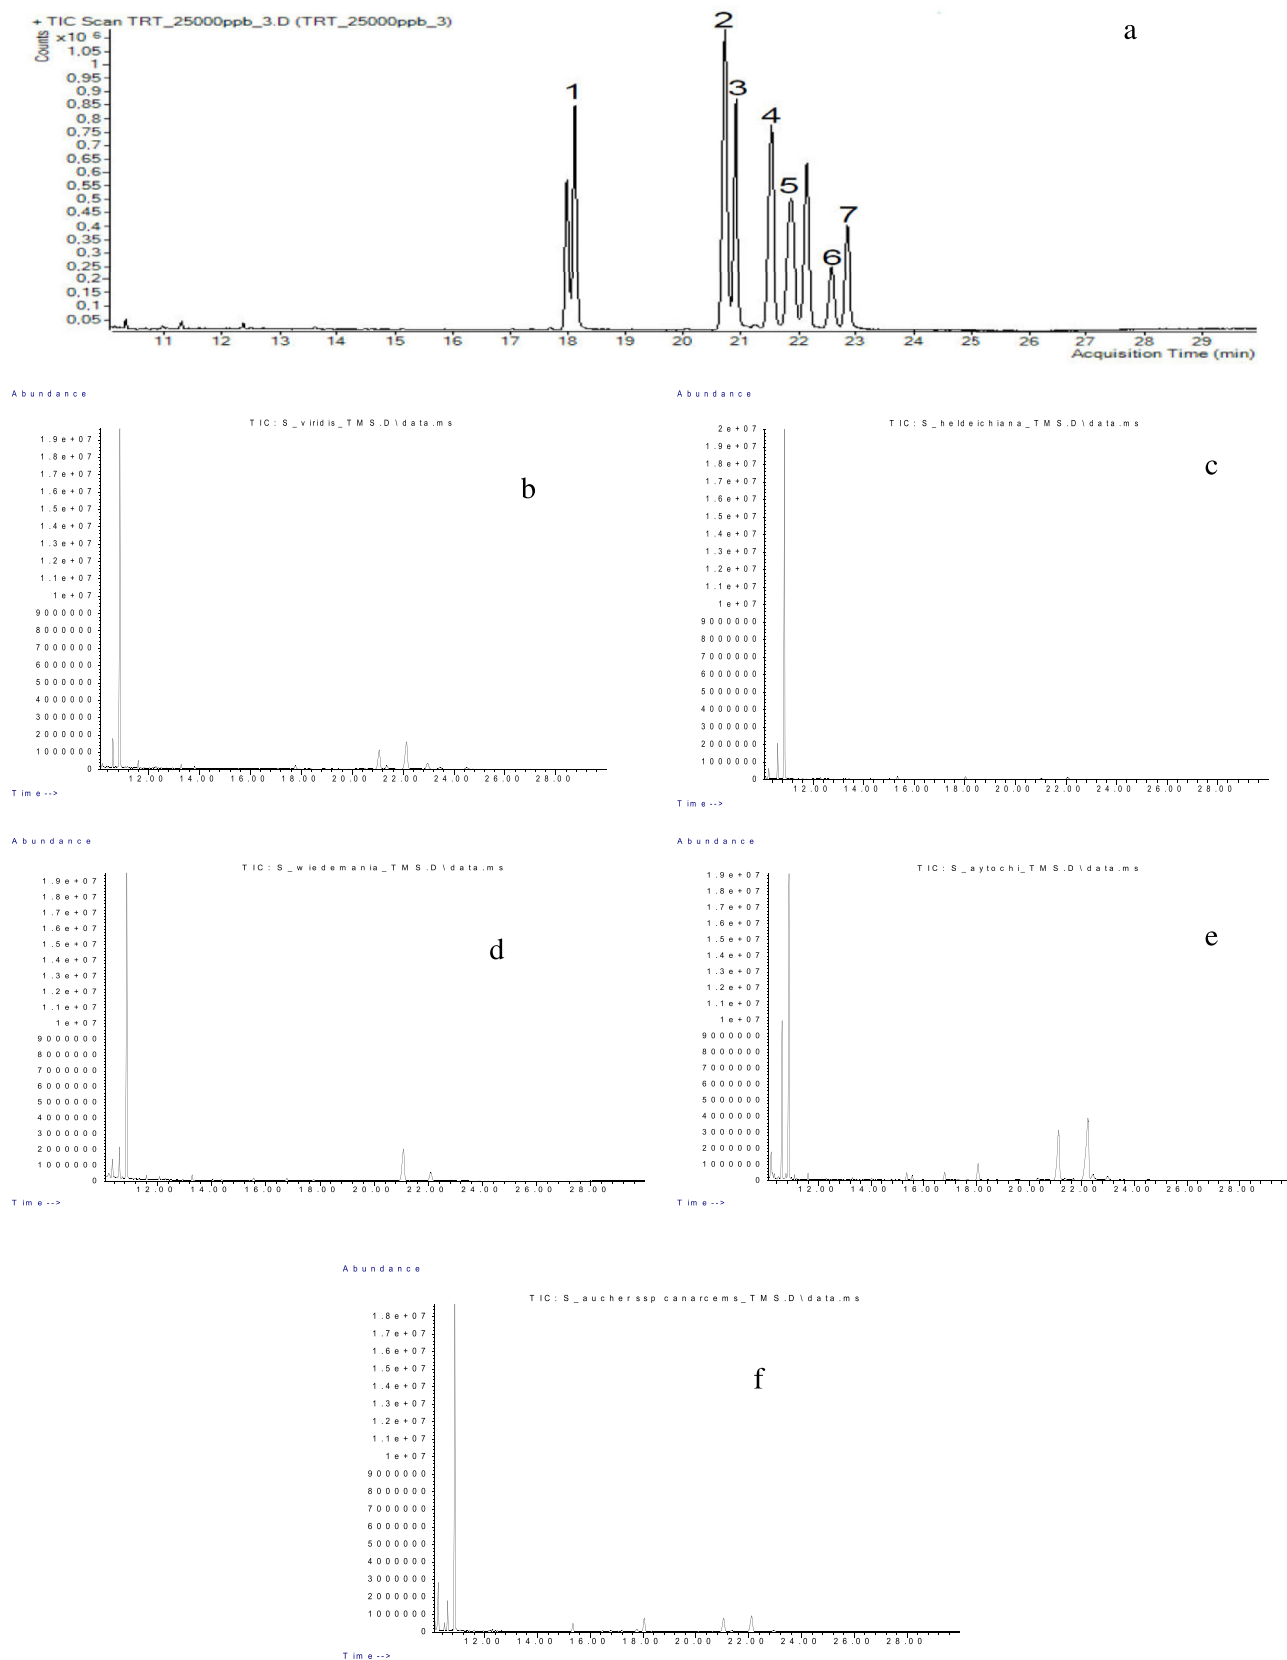 + TIC Scan TRT_25000ppb_3.D (TRT_25000ppb_3)
a
Counts
x10 6
1,05
1
0,95
0,9
0,85
0,8
0,75
0,7
0,65
0,6
0,55
0,5
0,45
0,4
0,35
0,3
0,25
0,2
0,15
0,1
0,05
1
2
3
4
5
6
7
11 12 13 14 15 16 17 18 19 20 21 22 23 24 25 26 27 28 29
Acquisition Time (min)
Abundance
TIC: S_viridis_TMS.D\data.ms
b
1.9e+07
1.8e+07
1.7e+07
1.6e+07
1.5e+07
1.4e+07
1.3e+07
1.2e+07
1.1e+07
1e+07
9000000
8000000
7000000
6000000
5000000
4000000
3000000
2000000
1000000
0
12.00 14.00 16.00 18.00 20.00 22.00 24.00 26.00 28.00
Time-->
Abundance
TIC: S_heldeichiana_TMS.D\data.ms
c
2e+07
1.9e+07
1.8e+07
1.7e+07
1.6e+07
1.5e+07
1.4e+07
1.3e+07
1.2e+07
1.1e+07
1e+07
9000000
8000000
7000000
6000000
5000000
4000000
3000000
2000000
1000000
0
12.00 14.00 16.00 18.00 20.00 22.00 24.00 26.00 28.00
Time-->
Abundance
TIC: S_wiedemania_TMS.D\data.ms
d
1.9e+07
1.8e+07
1.7e+07
1.6e+07
1.5e+07
1.4e+07
1.3e+07
1.2e+07
1.1e+07
1e+07
9000000
8000000
7000000
6000000
5000000
4000000
3000000
2000000
1000000
0
12.00 14.00 16.00 18.00 20.00 22.00 24.00 26.00 28.00
Time-->
Abundance
TIC: S_aytochi_TMS.D\data.ms
e
1.9e+07
1.8e+07
1.7e+07
1.6e+07
1.5e+07
1.4e+07
1.3e+07
1.2e+07
1.1e+07
1e+07
9000000
8000000
7000000
6000000
5000000
4000000
3000000
2000000
1000000
0
12.00 14.00 16.00 18.00 20.00 22.00 24.00 26.00 28.00
Time-->
Abundance
TIC: S_aucherssp canarcems_TMS.D\data.ms
f
1.8e+07
1.7e+07
1.6e+07
1.5e+07
1.4e+07
1.3e+07
1.2e+07
1.1e+07
1e+07
9000000
8000000
7000000
6000000
5000000
4000000
3000000
2000000
1000000
0
12.00 14.00 16.00 18.00 20.00 22.00 24.00 26.00 28.00
Time-->